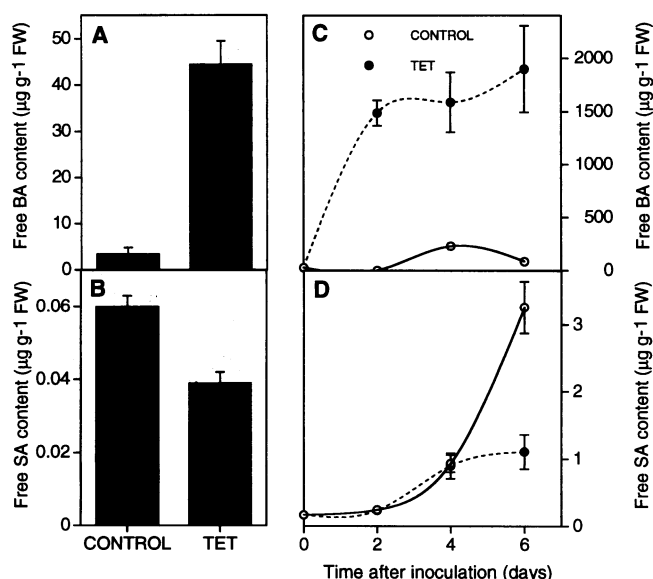 A
Free BA content (µg g-1 FW)
50
40
30
20
10
0
B
Free SA content (µg g-1 FW)
0.06
0.04
0.02
0
CONTROL TET
C
CONTROL
TET
2000
1500
1000
500
0
Free BA content (µg g-1 FW)
D
3
2
1
0
Free SA content (µg g-1 FW)
0 2 4 6
Time after inoculation (days)